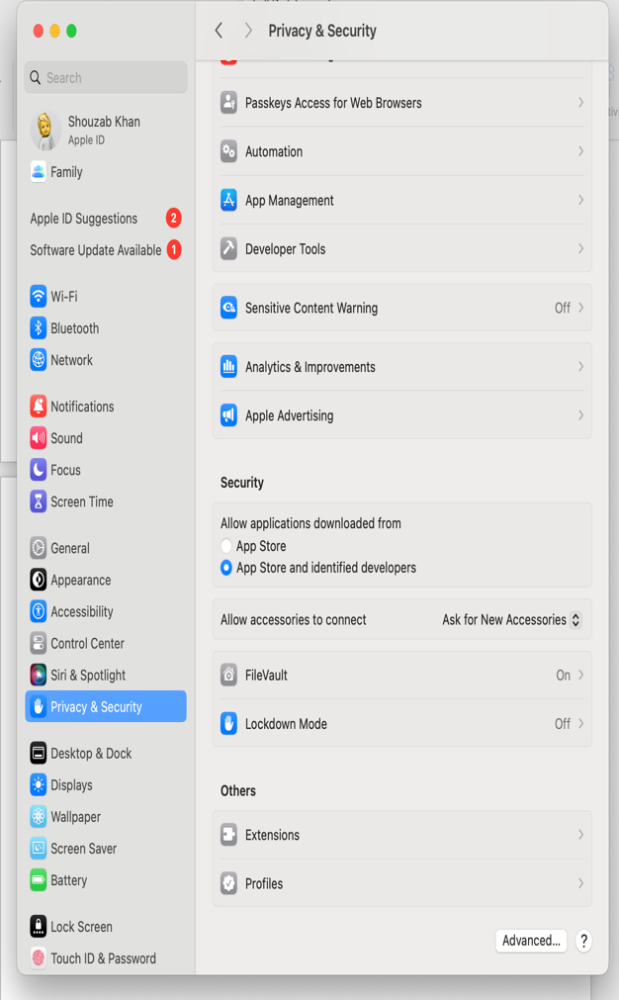 Privacy & Security
Search
Shouzab Khan
Apple ID
Family
Apple ID Suggestions 2
Software Update Available 1
Wi-Fi
Bluetooth
Network
Notifications
Sound
Focus
Screen Time
General
Appearance
Accessibility
Control Center
Siri & Spotlight
Privacy & Security
Desktop & Dock
Displays
Wallpaper
Screen Saver
Battery
Lock Screen
Touch ID & Password
Passkeys Access for Web Browsers
Automation
App Management
Developer Tools
Sensitive Content Warning Off
Analytics & Improvements
Apple Advertising
Security
Allow applications downloaded from
App Store
App Store and identified developers
Allow accessories to connect Ask for New Accessories
FileVault On
Lockdown Mode Off
Others
Extensions
Profiles
Advanced... ?